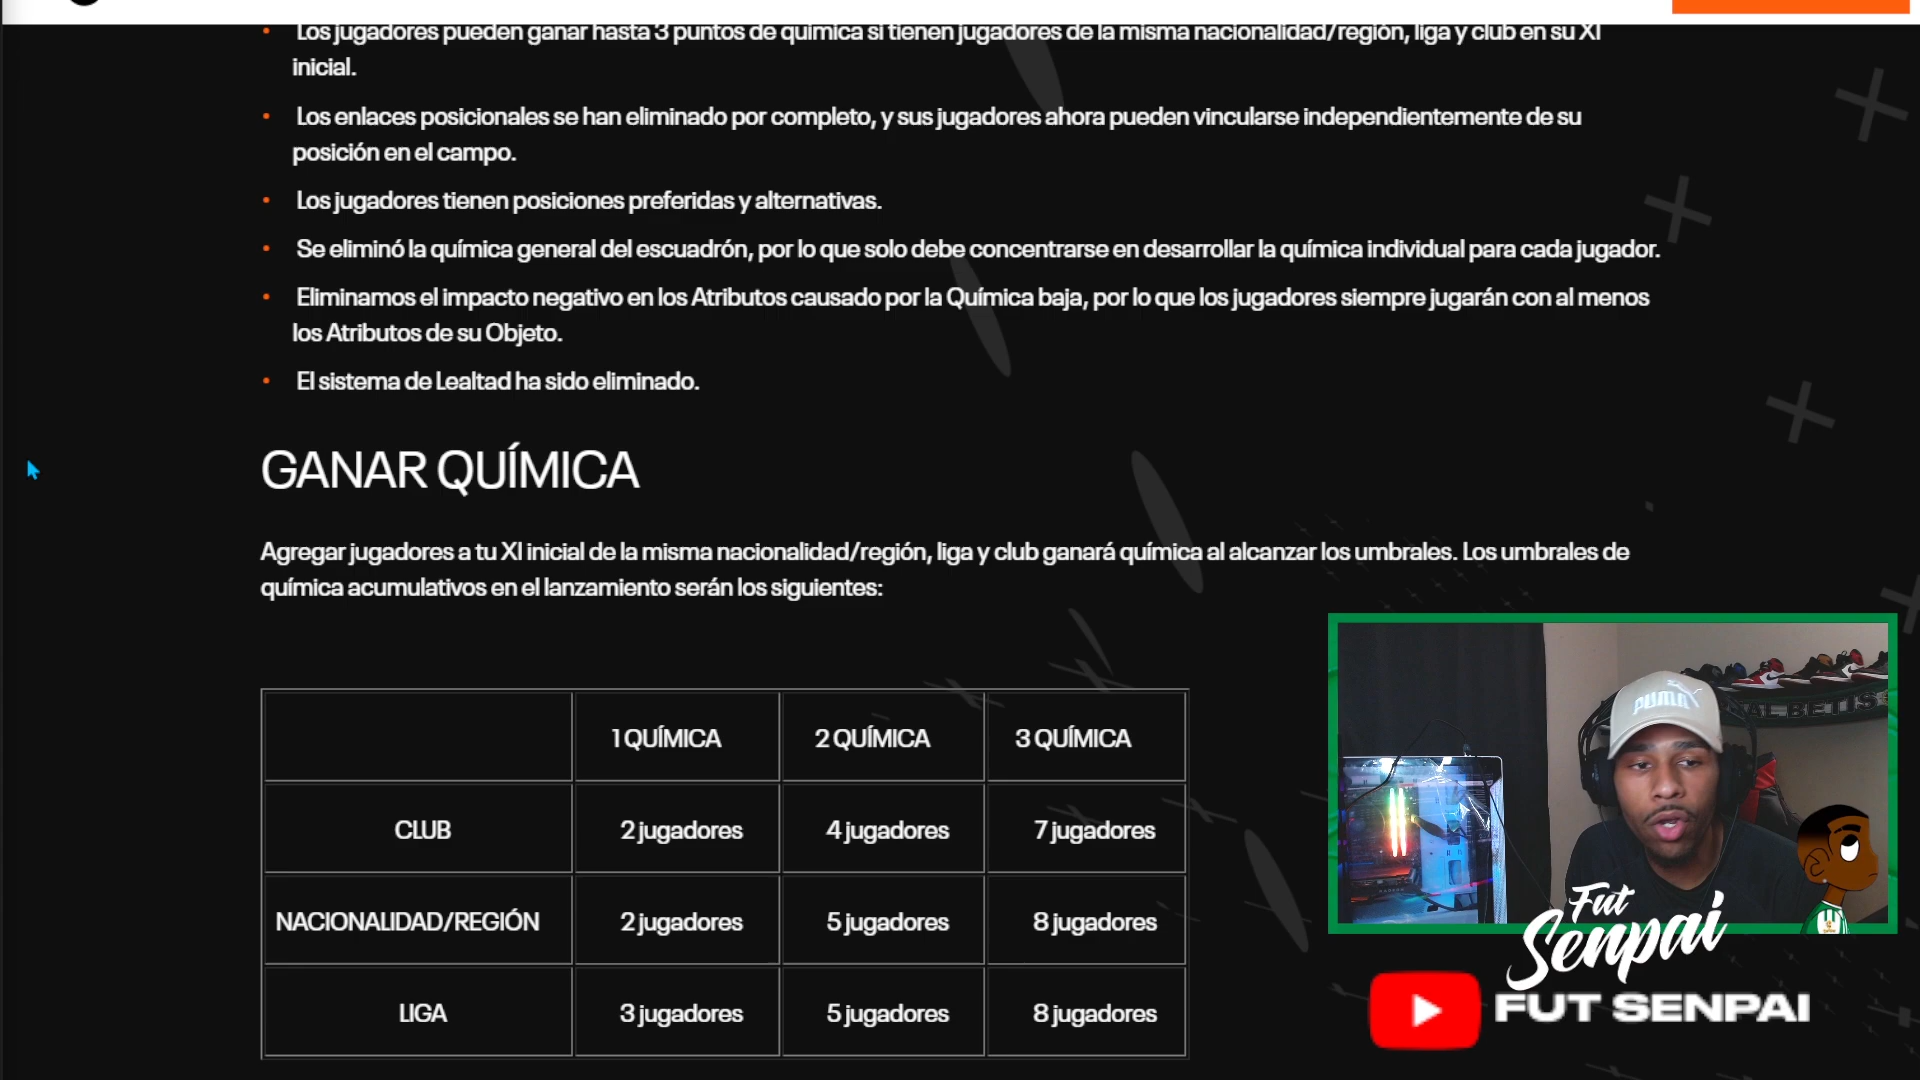 Los jugadores pueden ganar hasta 3 puntos de química si tienen jugadores de la misma nacionalidad/región, liga y club en su XI
inicial.
Los enlaces posicionales se han eliminado por completo, y sus jugadores ahora pueden vincularse independientemente de su
posición en el campo.
Los jugadores tienen posiciones preferidas y alternativas.
Se eliminó la química general del escuadrón, por lo que solo debe concentrarse en desarrollar la química individual para cada jugador.
Eliminamos el impacto negativo en los Atributos causado por la Química baja, por lo que los jugadores siempre jugarán con al menos
los Atributos de su Objeto.
El sistema de Lealtad ha sido eliminado.
GANAR QUÍMICA
Agregar jugadores a tu XI inicial de la misma nacionalidad/región, liga y club ganará química al alcanzar los umbrales. Los umbrales de
química acumulativos en el lanzamiento serán los siguientes:
1 QUÍMICA 2 QUÍMICA 3 QUÍMICA
CLUB 2 jugadores 4 jugadores 7 jugadores
NACIONALIDAD/REGIÓN 2 jugadores 5 jugadores 8 jugadores
LIGA 3 jugadores 5 jugadores 8 jugadores
PUMA
Fut
Senpai
FUT SENPAI